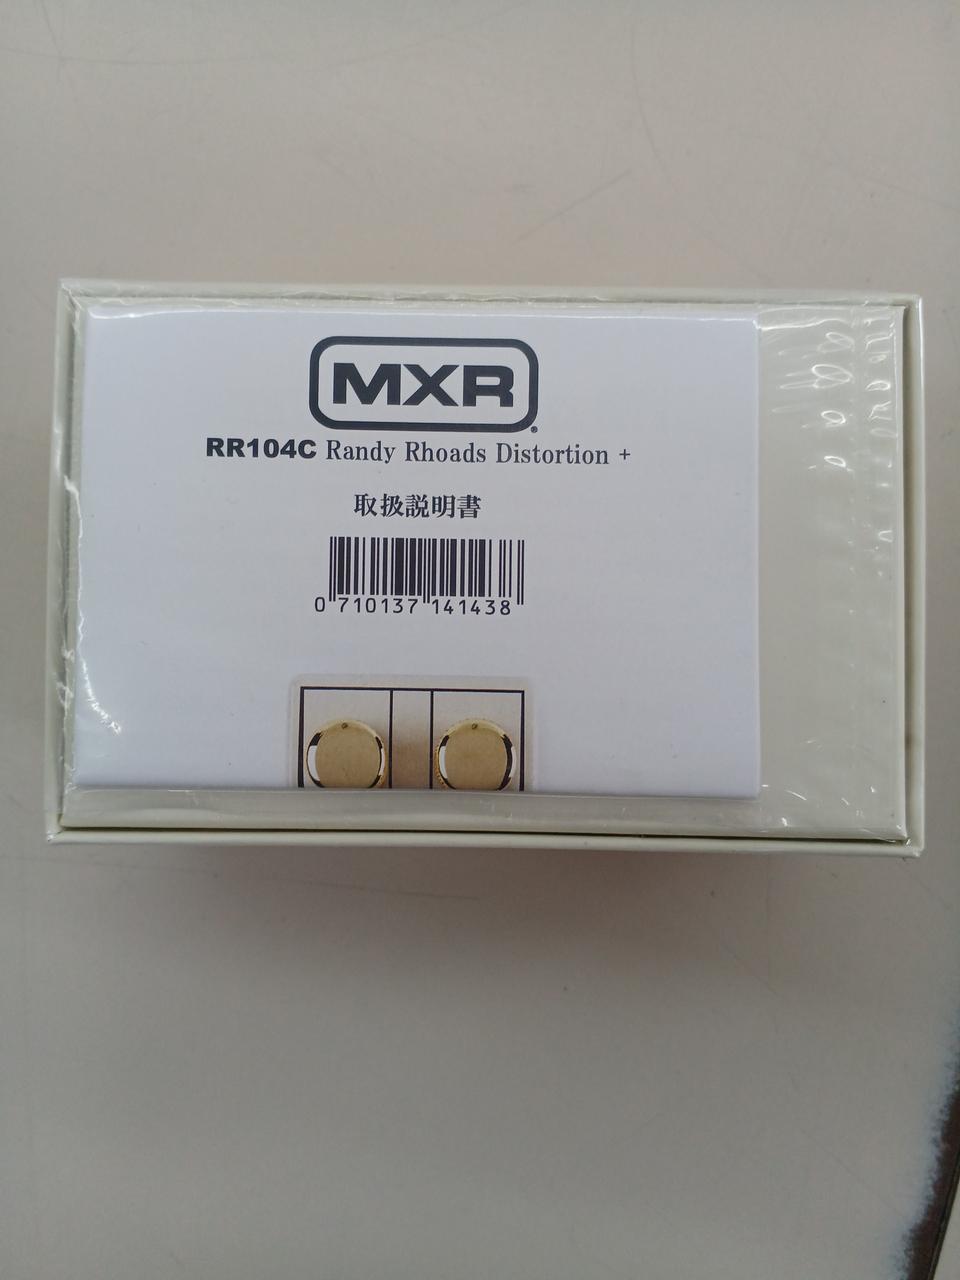 MXR
RR104C Randy Rhoads Distortion +
取扱説明書
0 710137 141438